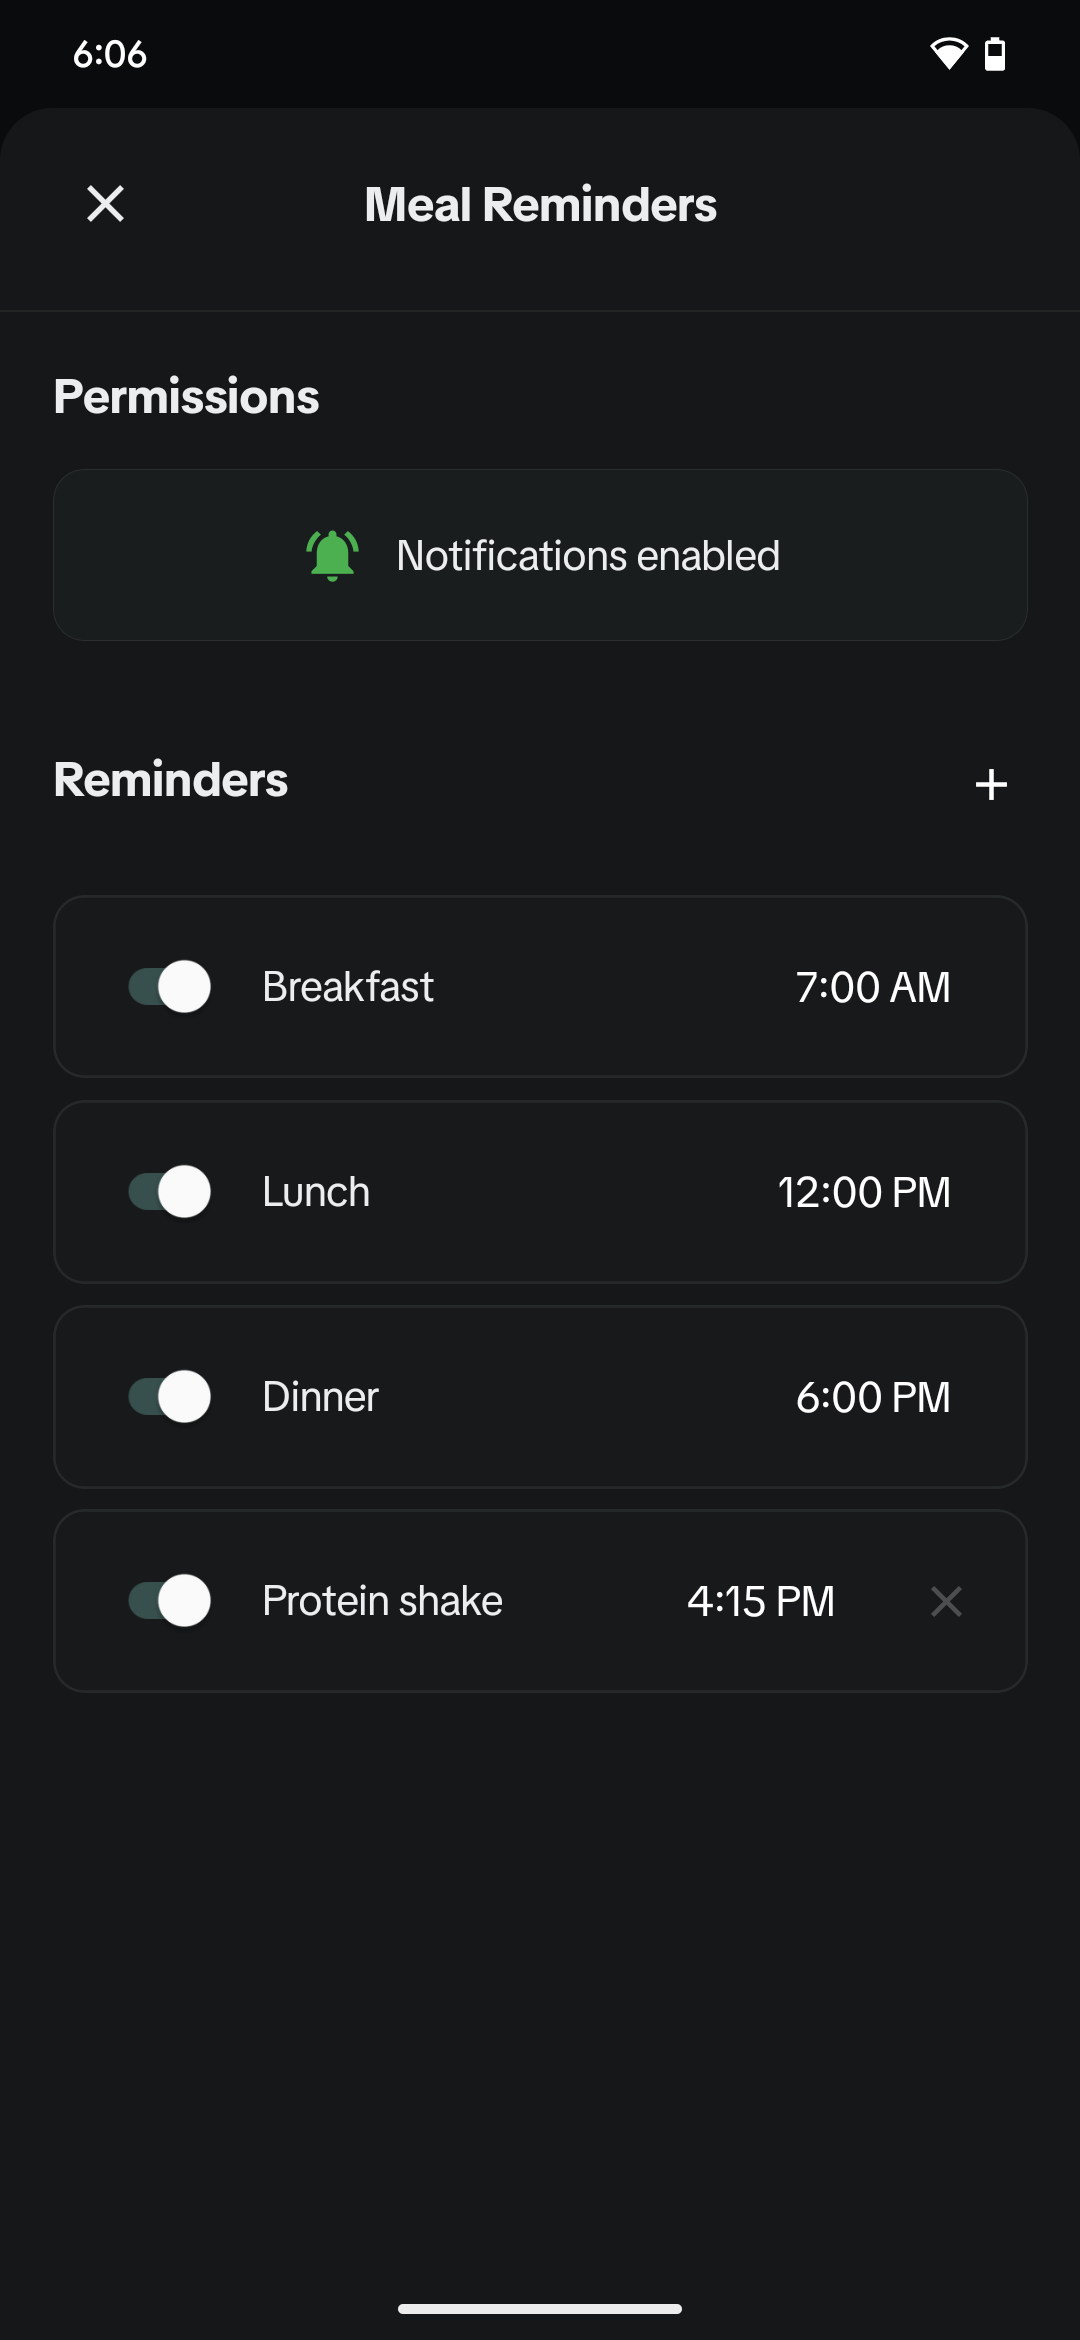 6:06
Meal Reminders
Permissions
Notifications enabled
Reminders
Breakfast 7:00 AM
Lunch 12:00 PM
Dinner 6:00 PM
Protein shake 4:15 PM